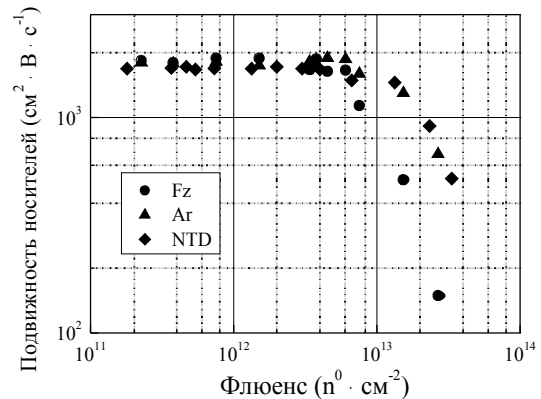 Подвижность носителей (см² · В · с⁻¹)
10³
10²
Fz
Ar
NTD
10¹¹
10¹²
10¹³
10¹⁴
Флюенс (n⁰ · см⁻²)